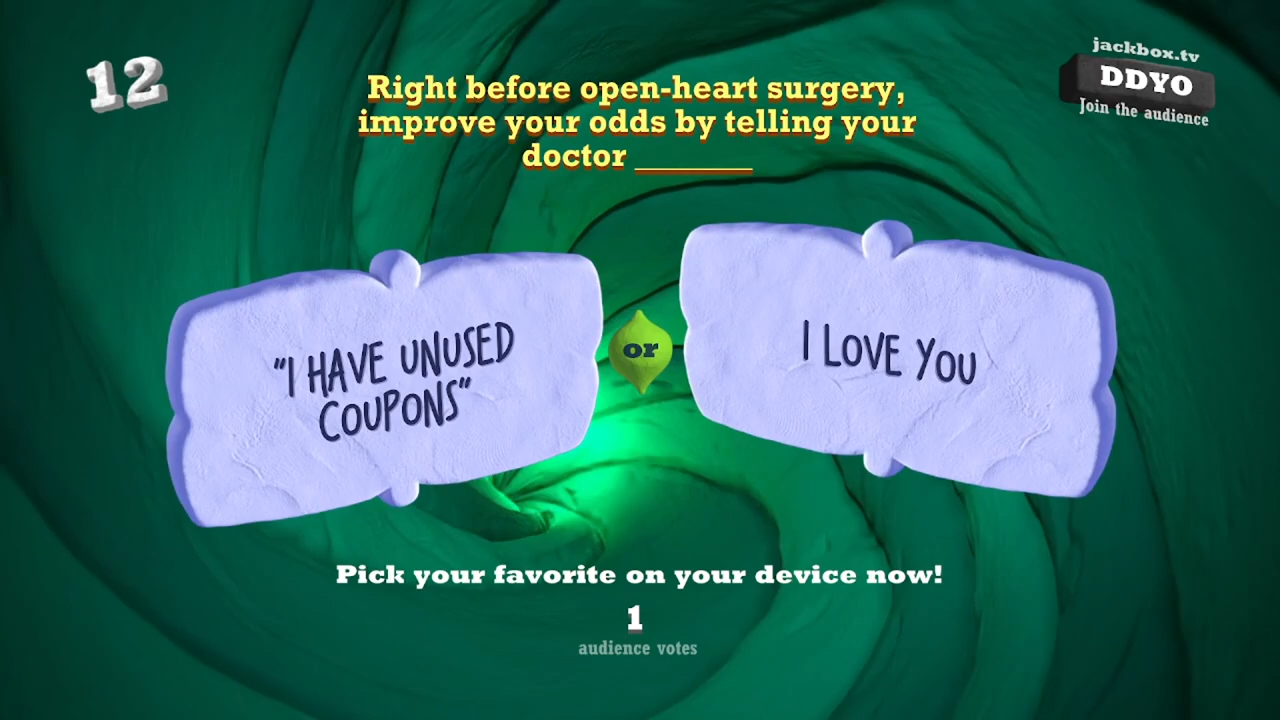 12
Right before open-heart surgery,
improve your odds by telling your
doctor ________
jackbox.tv
DDYO
Join the audience
"I HAVE UNUSED
COUPONS"
or
I LOVE YOU
Pick your favorite on your device now!
1
audience votes